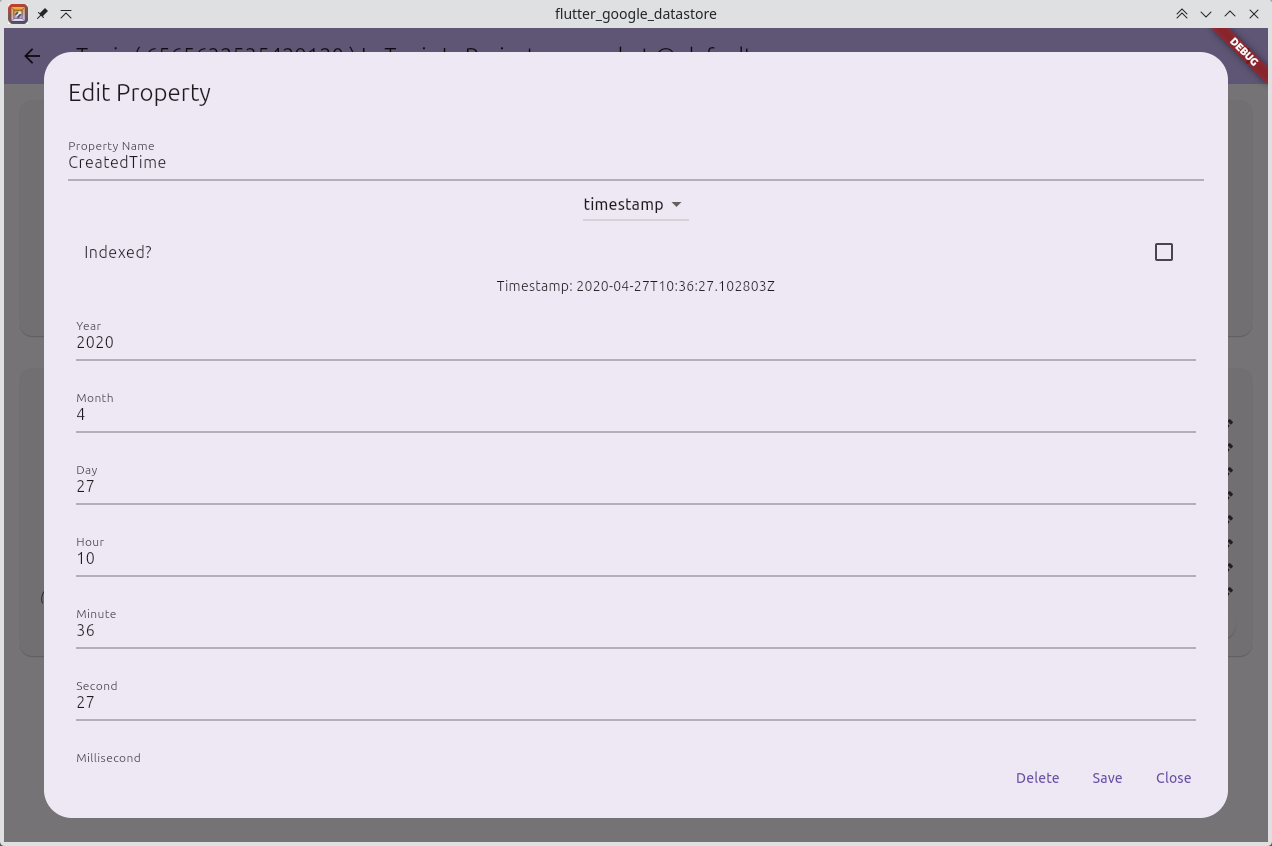 flutter_google_datastore
DEBUG
Edit Property
Property Name
CreatedTime
timestamp
Indexed?
Timestamp: 2020-04-27T10:36:27.102803Z
Year
2020
Month
4
Day
27
Hour
10
Minute
36
Second
27
Millisecond
Delete Save Close